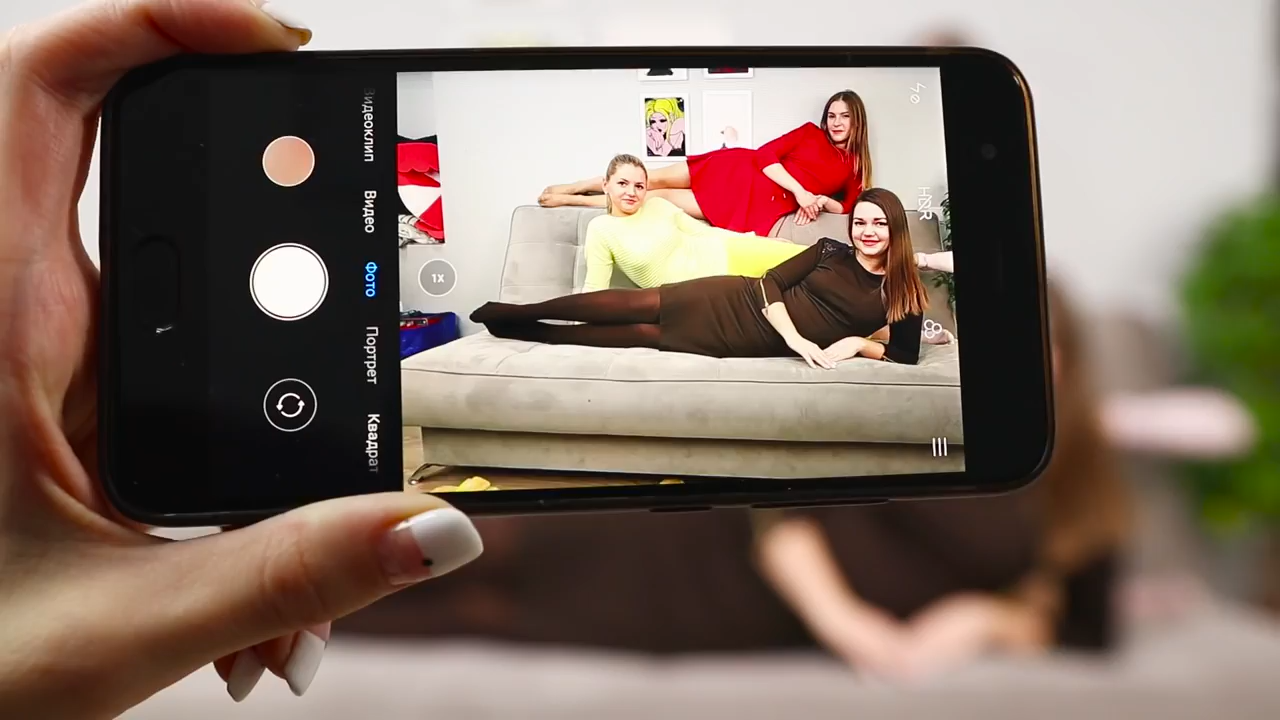 Видеоклип
Видео
Фото
Портрет
Квадрат
1X
HDR